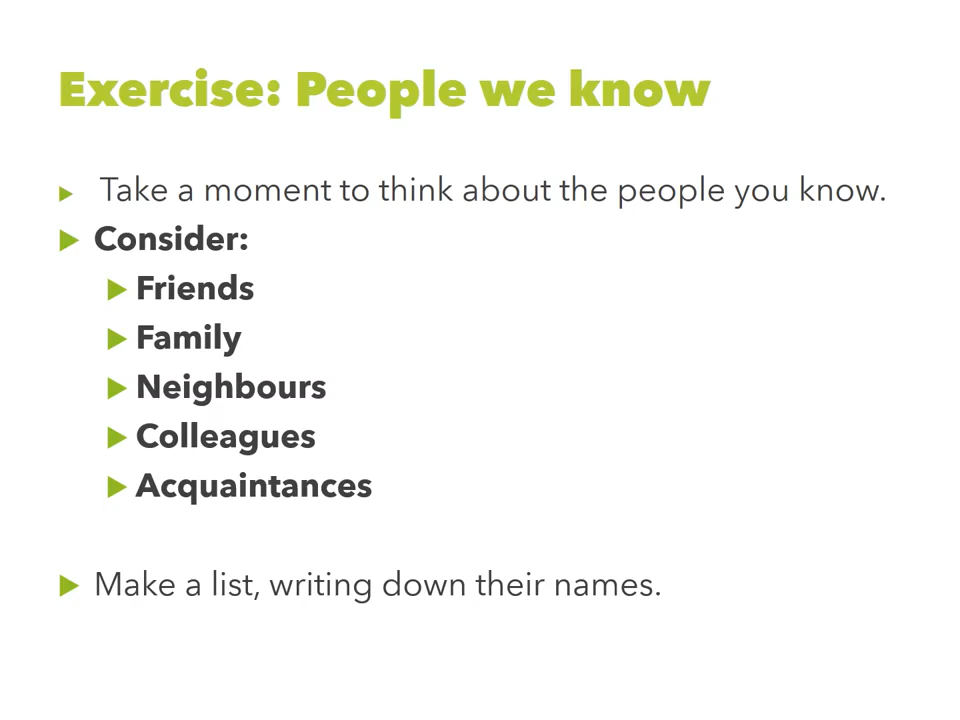 Exercise: People we know
Take a moment to think about the people you know.
Consider:
Friends
Family
Neighbours
Colleagues
Acquaintances
Make a list, writing down their names.